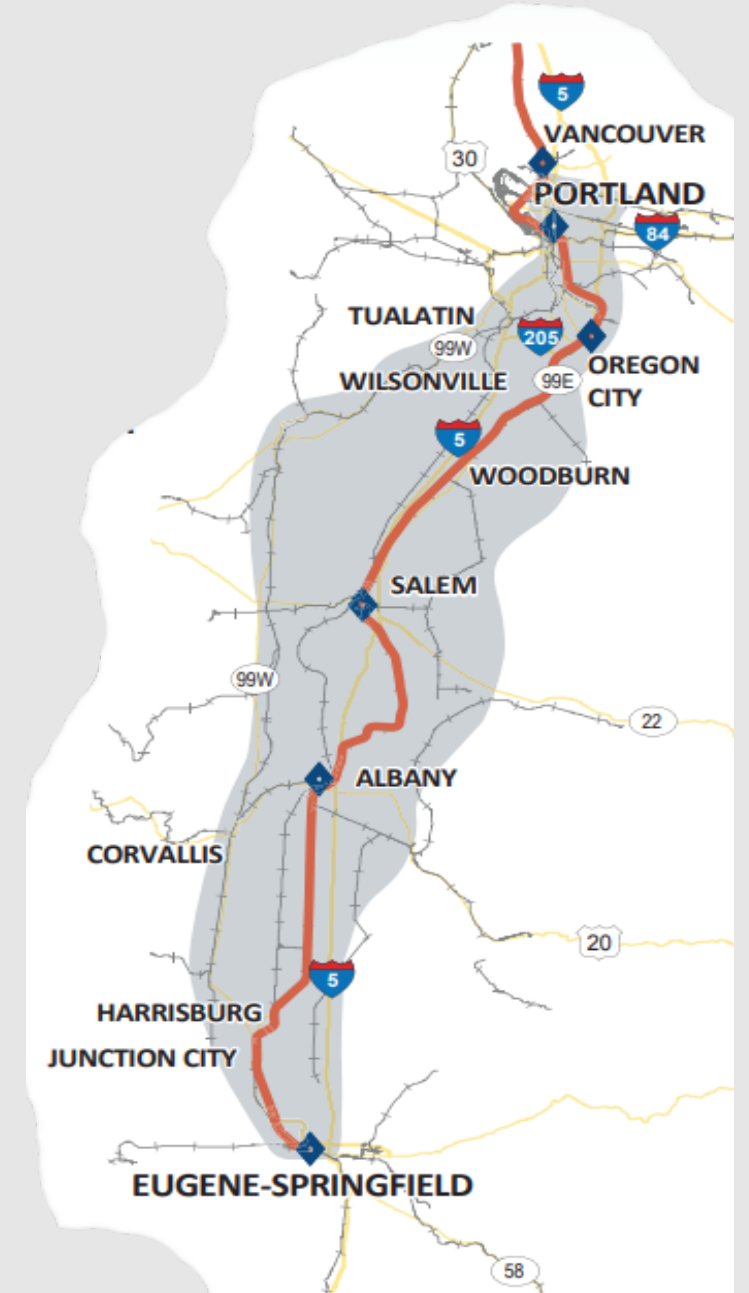 5
VANCOUVER
30
PORTLAND
84
TUALATIN
205
99W
OREGON
CITY
WILSONVILLE
99E
5
WOODBURN
SALEM
99W
22
ALBANY
CORVALLIS
20
5
HARRISBURG
JUNCTION CITY
EUGENE-SPRINGFIELD
58